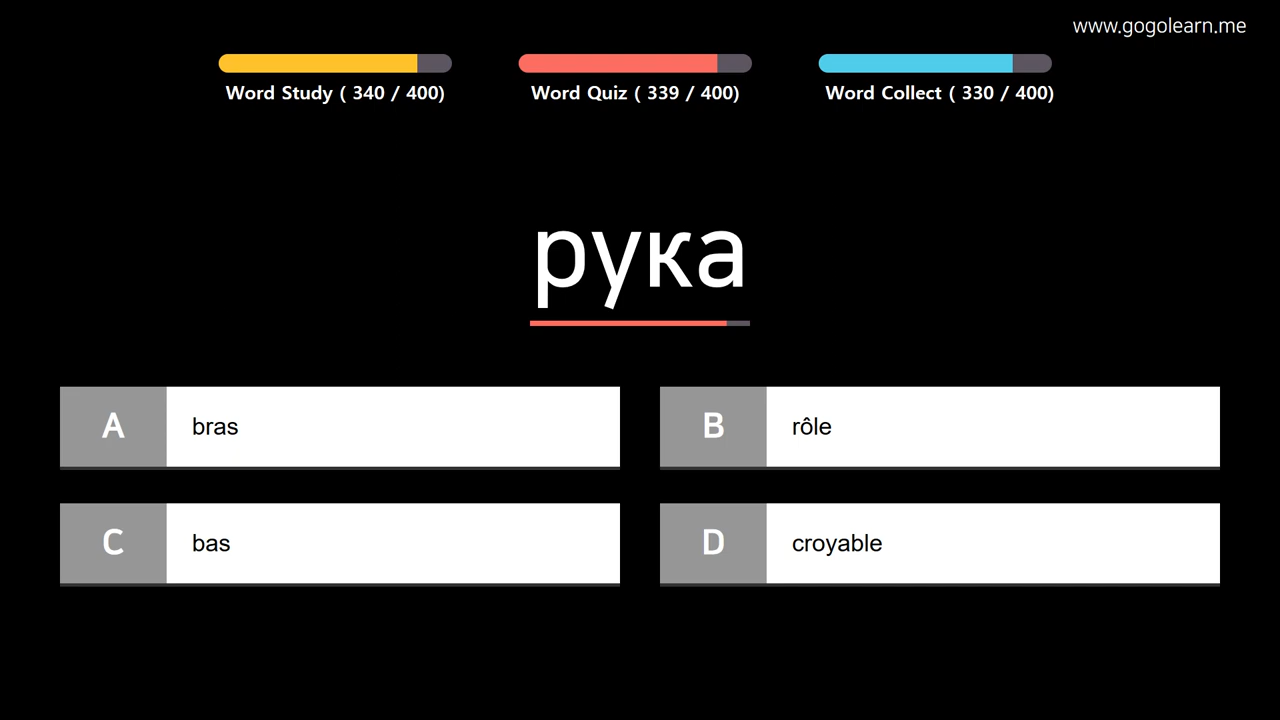 www.gogolearn.me
Word Study ( 340 / 400)
Word Quiz ( 339 / 400)
Word Collect ( 330 / 400)
рука
A bras
B rôle
C bas
D croyable